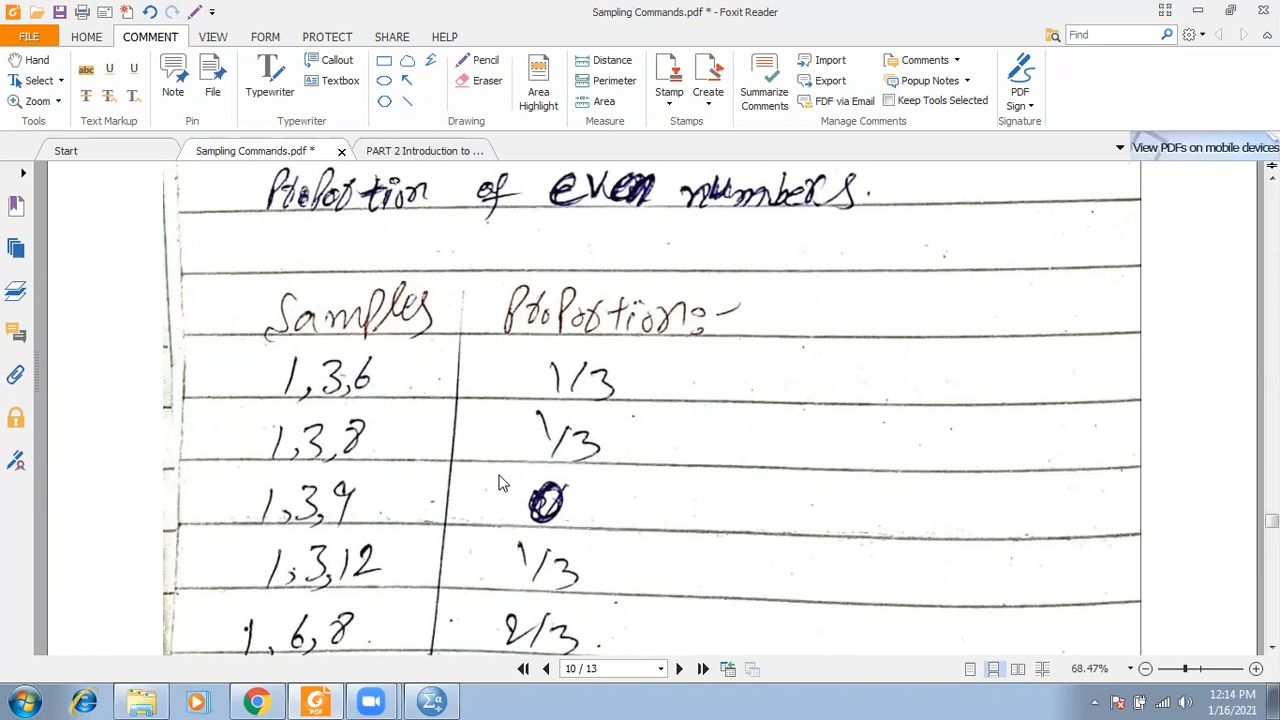 Sampling Commands.pdf * - Foxit Reader
FILE HOME COMMENT VIEW FORM PROTECT SHARE HELP
Find
Hand
Select
Zoom
Tools
U U
T T T
Text Markup
Note File
Pin
Typewriter
Callout
Textbox
Typewriter
Pencil
Eraser
Drawing
Area Highlight
Distance
Perimeter
Area
Measure
Stamp Create
Stamps
Summarize Comments
Import
Export
FDF via Email
Comments
Popup Notes
Keep Tools Selected
Manage Comments
PDF Sign
Signature
Start
Sampling Commands.pdf *
PART 2 Introduction to ...
View PDFs on mobile devices
Proportion of even numbers.
Samples Proportion:-
1,3,6 1/3
1,3,8 1/3
1,3,9 0
1,3,12 1/3
1,6,8 2/3
10 / 13
68.47%
12:14 PM
1/16/2021